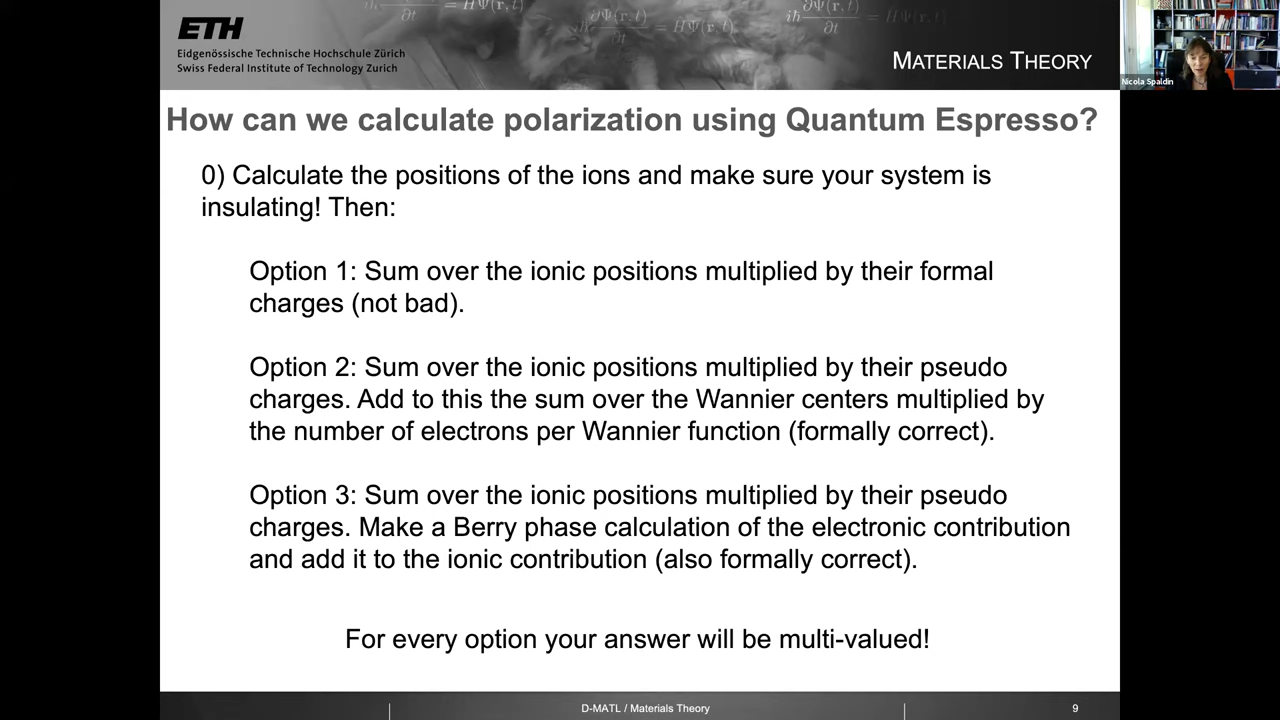 ∂t = HΨ(r, t)
iℏ ∂Ψ(r, t) / ∂t = HΨ(r, t)
iℏ ∂Ψ(r, t) / ∂t = HΨ(r, t)
ETH
Eidgenössische Technische Hochschule Zürich
Swiss Federal Institute of Technology Zurich
MATERIALS THEORY
Nicola Spaldin
How can we calculate polarization using Quantum Espresso?
0) Calculate the positions of the ions and make sure your system is
insulating! Then:
Option 1: Sum over the ionic positions multiplied by their formal
charges (not bad).
Option 2: Sum over the ionic positions multiplied by their pseudo
charges. Add to this the sum over the Wannier centers multiplied by
the number of electrons per Wannier function (formally correct).
Option 3: Sum over the ionic positions multiplied by their pseudo
charges. Make a Berry phase calculation of the electronic contribution
and add it to the ionic contribution (also formally correct).
For every option your answer will be multi-valued!
D-MATL / Materials Theory
9